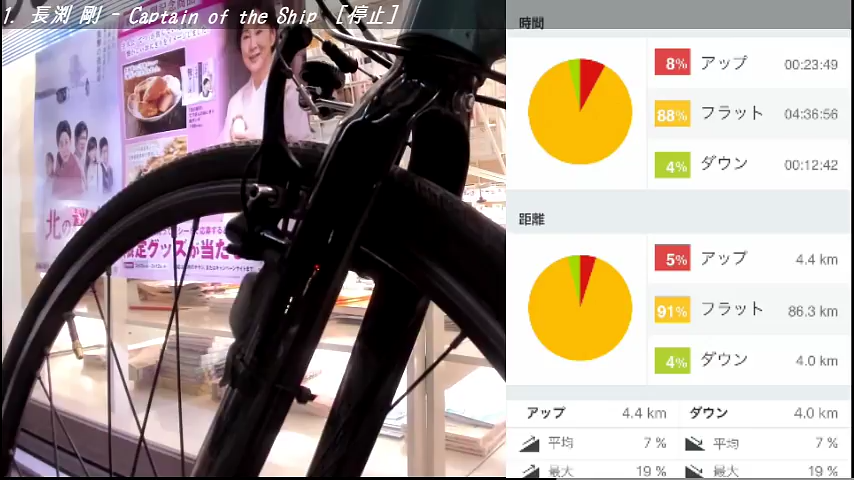 1. 長渕 剛 - Captain of the Ship [停止]
時間
8% アップ 00:23:49
88% フラット 04:36:56
4% ダウン 00:12:42
距離
5% アップ 4.4 km
91% フラット 86.3 km
4% ダウン 4.0 km
アップ 4.4 km ダウン 4.0 km
平均 7 % 平均 7 %
最大 19 % 最大 19 %
北の
限定グッズが当た